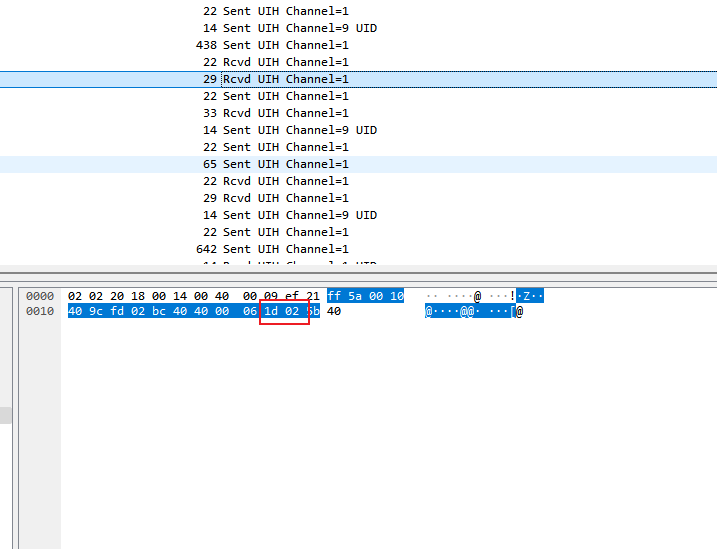 22 Sent UIH Channel=1
14 Sent UIH Channel=9 UID
438 Sent UIH Channel=1
22 Rcvd UIH Channel=1
29 Rcvd UIH Channel=1
22 Sent UIH Channel=1
33 Rcvd UIH Channel=1
14 Sent UIH Channel=9 UID
22 Sent UIH Channel=1
65 Sent UIH Channel=1
22 Rcvd UIH Channel=1
29 Rcvd UIH Channel=1
14 Sent UIH Channel=9 UID
22 Sent UIH Channel=1
642 Sent UIH Channel=1
0000 02 02 20 18 00 14 00 40 00 09 ef 21 ff 5a 00 10 ·· ····@ ···!·Z··
0010 40 9c fd 02 bc 40 40 00 06 1d 02 5b 40 @····@@· ···[@